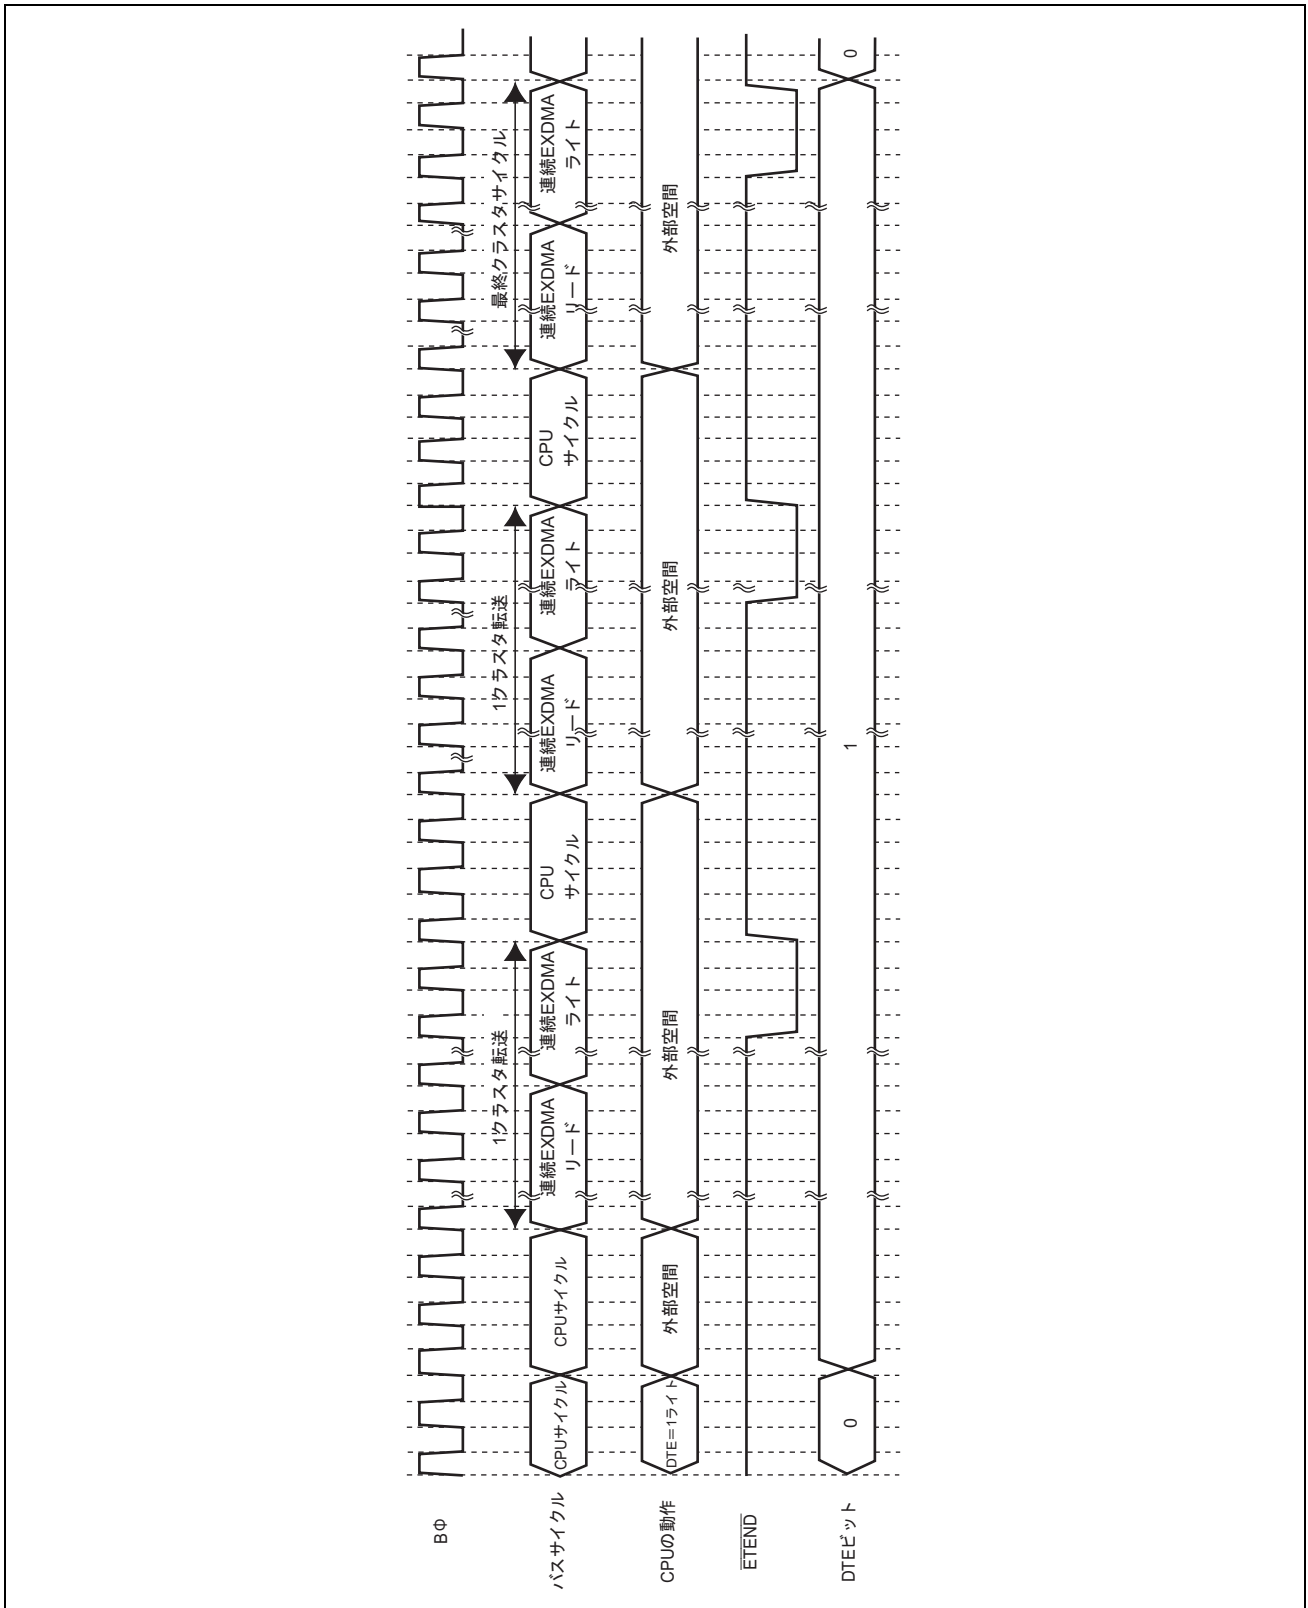 BΦ
1クラスタ転送
1クラスタ転送
最終クラスタサイクル
バスサイクル
CPUサイクル
CPUサイクル
連続EXDMA
リード
連続EXDMA
ライト
CPU
サイクル
連続EXDMA
リード
連続EXDMA
ライト
CPU
サイクル
連続EXDMA
リード
連続EXDMA
ライト
CPUの動作
DTE=1ライト
外部空間
外部空間
外部空間
外部空間
ETEND
DTEビット
0
1
0